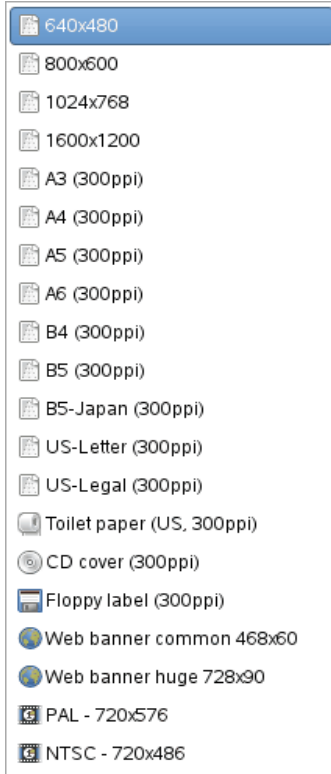 640x480
800x600
1024x768
1600x1200
A3 (300ppi)
A4 (300ppi)
A5 (300ppi)
A6 (300ppi)
B4 (300ppi)
B5 (300ppi)
B5-Japan (300ppi)
US-Letter (300ppi)
US-Legal (300ppi)
Toilet paper (US, 300ppi)
CD cover (300ppi)
Floppy label (300ppi)
Web banner common 468x60
Web banner huge 728x90
PAL - 720x576
NTSC - 720x486